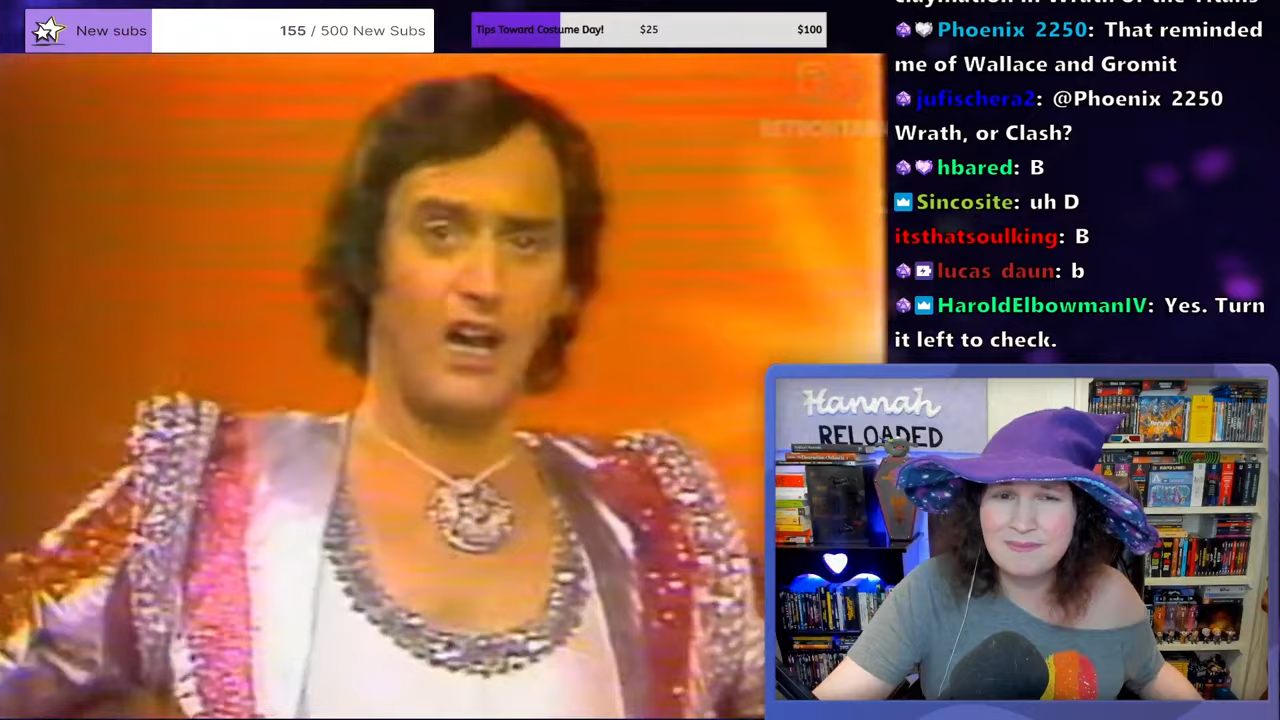 New subs
155 / 500 New Subs
Tips Toward Costume Day!
$25
$100
Phoenix 2250: That reminded
me of Wallace and Gromit
jufischera2: @Phoenix 2250
Wrath, or Clash?
hbared: B
Sincosite: uh D
itsthatsoulking: B
lucas daun: b
HaroldElbowmanIV: Yes. Turn
it left to check.
Hannah
RELOADED